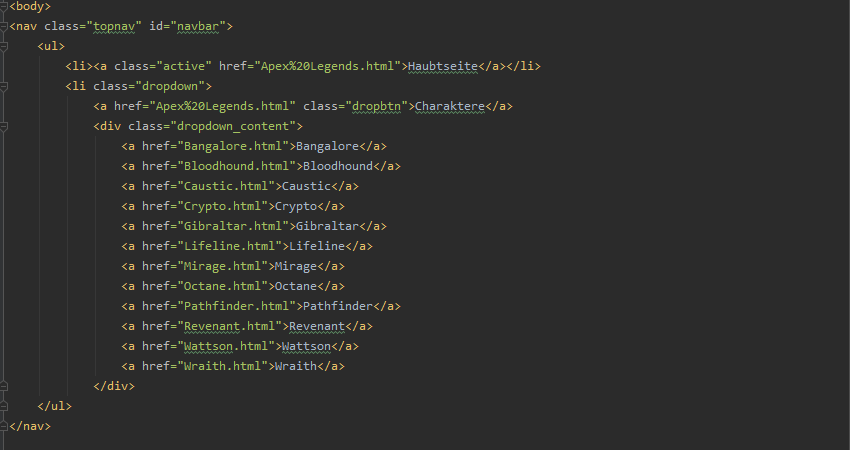 <body>
<nav class="topnav" id="navbar">
<ul>
<li><a class="active" href="Apex%20Legends.html">Haubtseite</a></li>
<li class="dropdown">
<a href="Apex%20Legends.html" class="dropbtn">Charaktere</a>
<div class="dropdown_content">
<a href="Bangalore.html">Bangalore</a>
<a href="Bloodhound.html">Bloodhound</a>
<a href="Caustic.html">Caustic</a>
<a href="Crypto.html">Crypto</a>
<a href="Gibraltar.html">Gibraltar</a>
<a href="Lifeline.html">Lifeline</a>
<a href="Mirage.html">Mirage</a>
<a href="Octane.html">Octane</a>
<a href="Pathfinder.html">Pathfinder</a>
<a href="Revenant.html">Revenant</a>
<a href="Wattson.html">Wattson</a>
<a href="Wraith.html">Wraith</a>
</div>
</ul>
</nav>